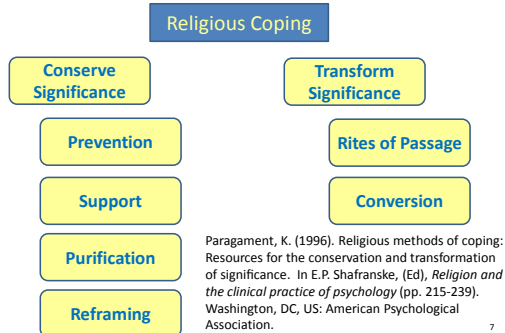 Religious Coping
Conserve
Significance
Transform
Significance
Prevention
Rites of Passage
Support
Conversion
Purification
Reframing
Paragament, K. (1996). Religious methods of coping:
Resources for the conservation and transformation
of significance.  In E.P. Shafranske, (Ed), Religion and
the clinical practice of psychology (pp. 215-239).
Washington, DC, US: American Psychological
Association.
7